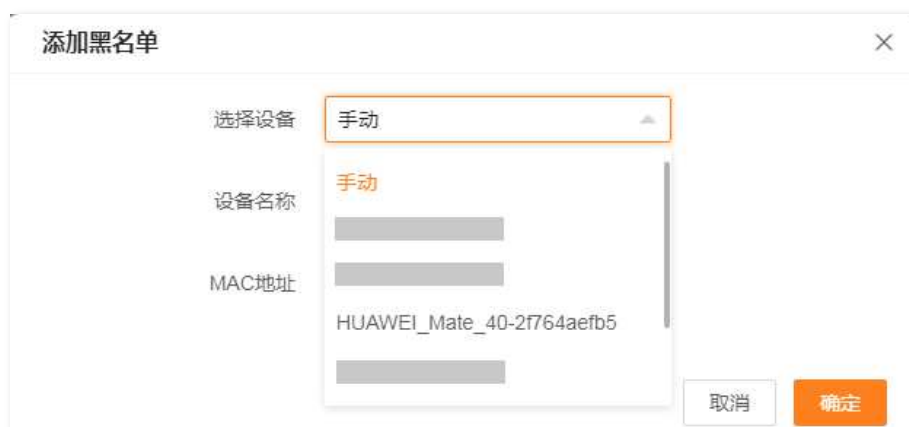 添加黑名单
选择设备
手动
手动
设备名称
MAC地址
HUAWEI_Mate_40-2f764aefb5
取消
确定